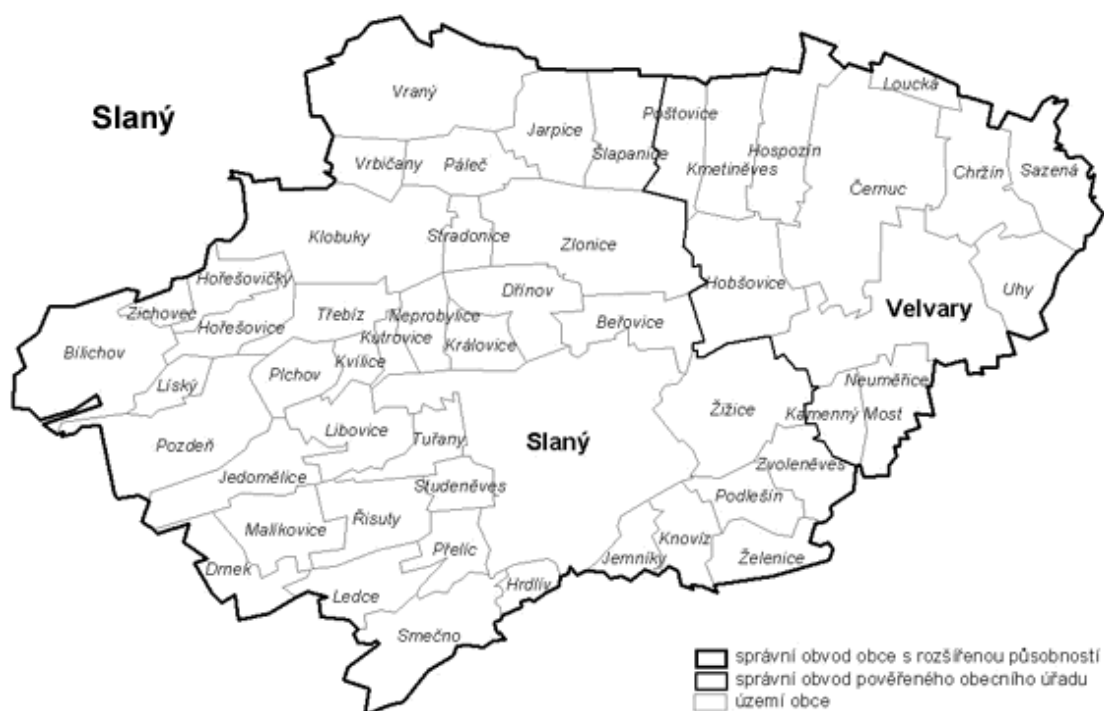 Slaný
Vraný
Loucká
Jarpice
Poštovice
Šlapanice
Kmetiněves
Hospozín
Vrbičany
Páleč
Černuc
Chržín
Sazená
Klobuky
Stradonice
Zlonice
Hobšovice
Uhy
Hořešovičky
Dřínov
Velvary
Zichovec
Hořešovice
Třebíz
Neprobylice
Beřovice
Kutrovice
Královice
Bílichov
Líský
Plchov
Kvílice
Neuměřice
Žižice
Kamenný Most
Libovice
Tuřany
Slaný
Pozdeň
Zvoleněves
Jedomělice
Studeněves
Podlešín
Malíkovice
Řisuty
Knovíz
Přelíc
Jemníky
Želenice
Drnek
Ledce
Hrdlív
Smečno
správní obvod obce s rozšířenou působností
správní obvod pověřeného obecního úřadu
území obce